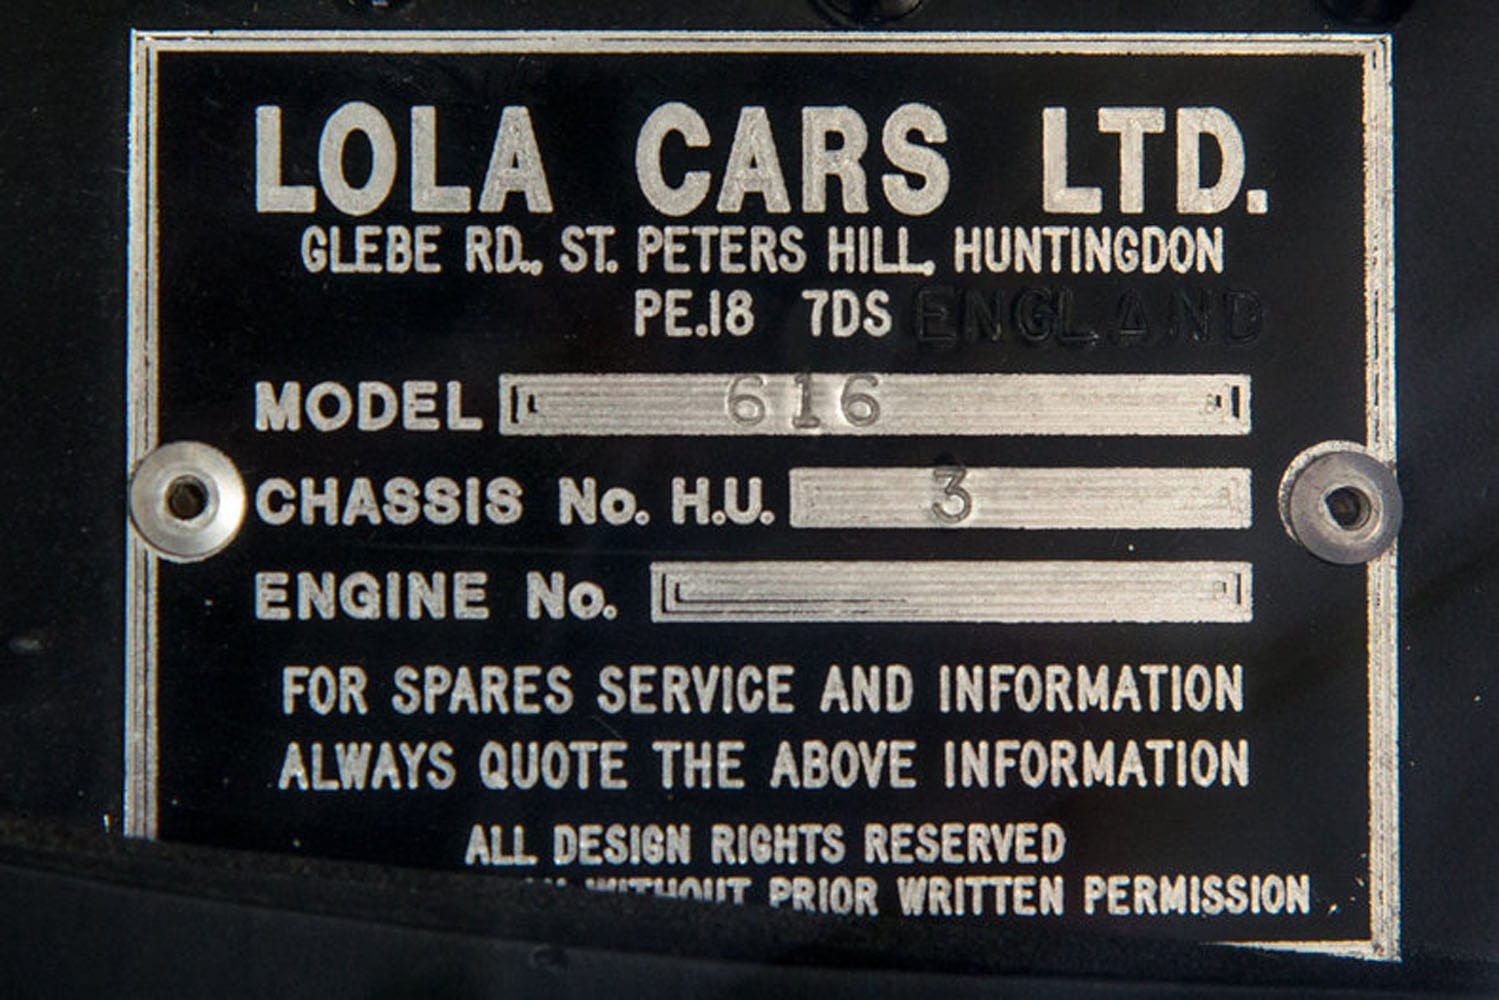 LOLA CARS LTD.
GLEBE RD., ST. PETERS HILL, HUNTINGDON
PE.18 7DS ENGLAND
MODEL 616
CHASSIS No. H.U. 3
ENGINE No.
FOR SPARES SERVICE AND INFORMATION
ALWAYS QUOTE THE ABOVE INFORMATION
ALL DESIGN RIGHTS RESERVED
WITHOUT PRIOR WRITTEN PERMISSION